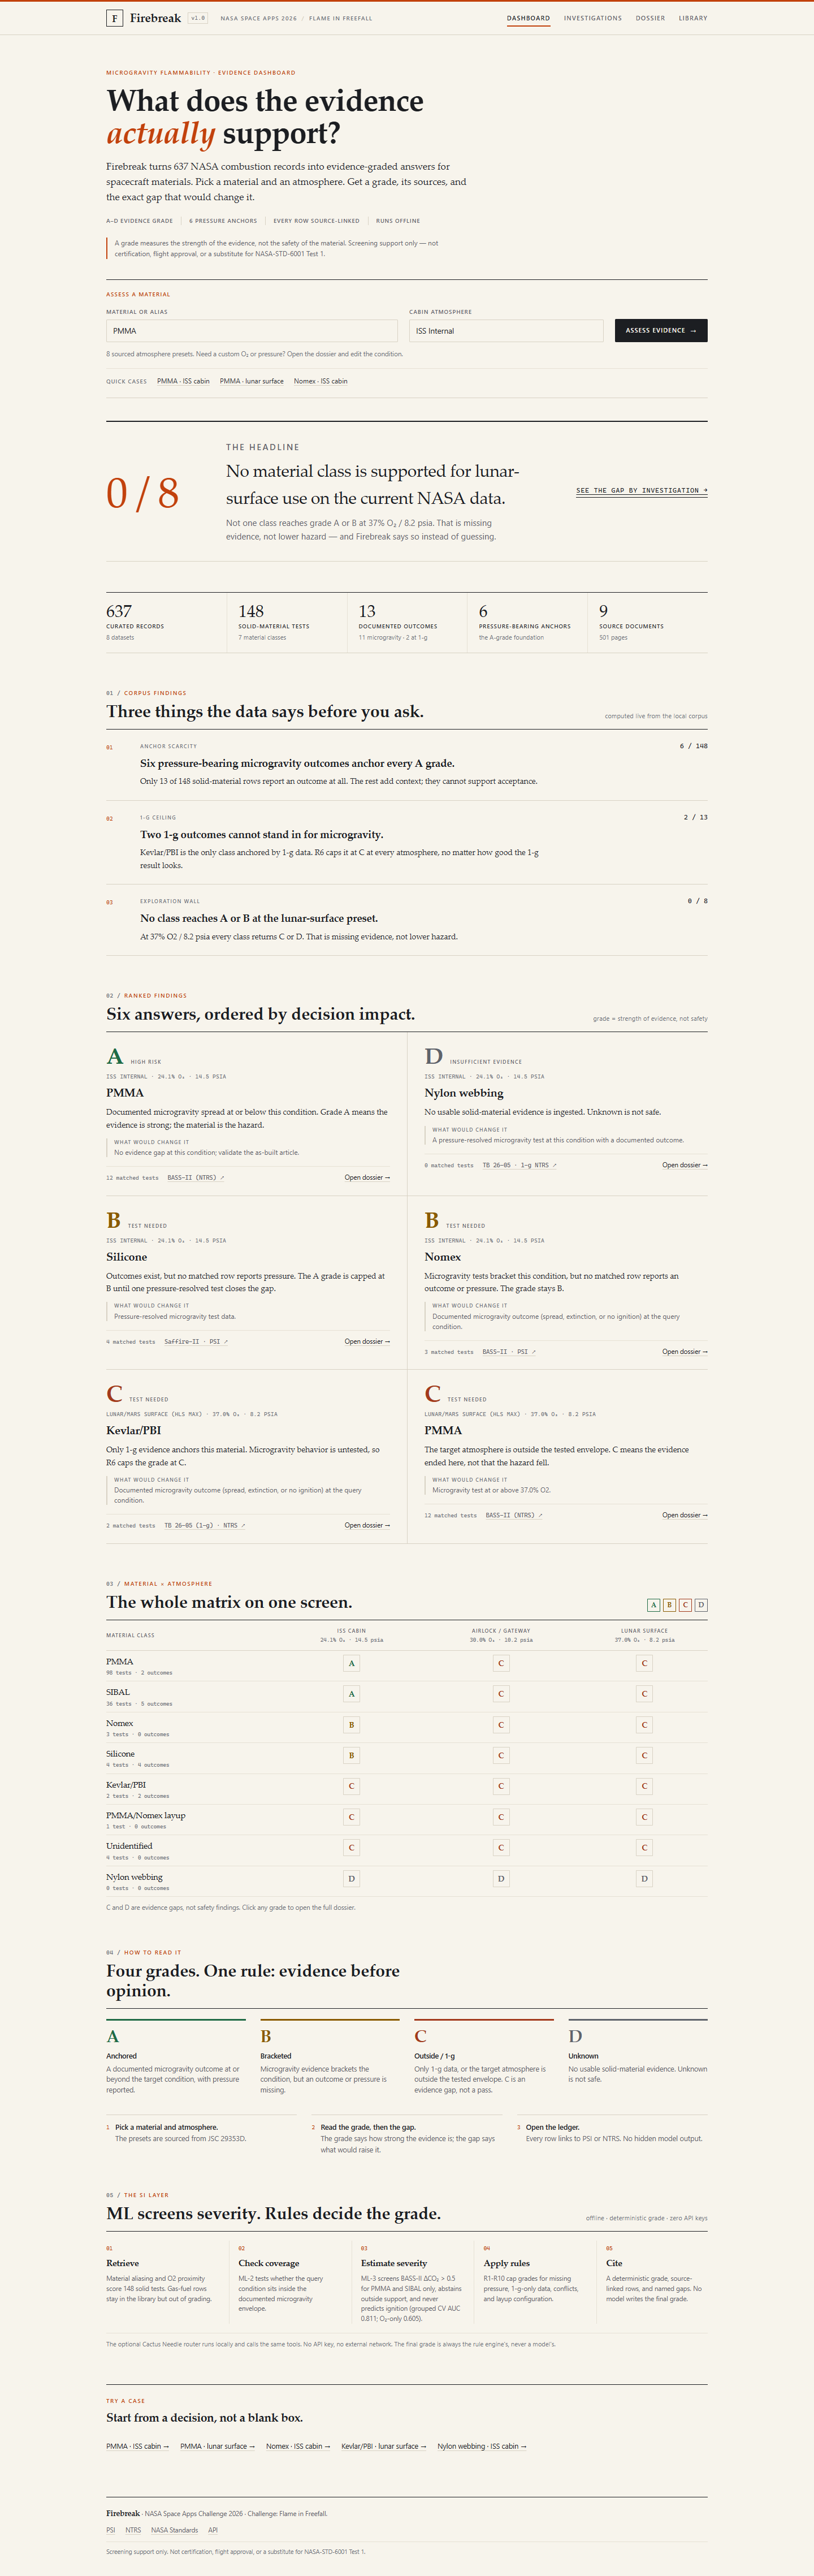 F Firebreak v1.0 NASA SPACE APPS 2026 / FLAME IN FREEFALL DASHBOARD INVESTIGATIONS DOSSIER LIBRARY
MICROGRAVITY FLAMMABILITY · EVIDENCE DASHBOARD
What does the evidence
actually support?
Firebreak turns 637 NASA combustion records into evidence-graded answers for
spacecraft materials. Pick a material and an atmosphere. Get a grade, its sources, and
the exact gap that would change it.
A–D EVIDENCE GRADE 6 PRESSURE ANCHORS EVERY ROW SOURCE-LINKED RUNS OFFLINE
A grade measures the strength of the evidence, not the safety of the material. Screening support only — not
certification, flight approval, or a substitute for NASA-STD-6001 Test 1.
ASSESS A MATERIAL
MATERIAL OR ALIAS CABIN ATMOSPHERE
PMMA ISS Internal ASSESS EVIDENCE →
8 sourced atmosphere presets. Need a custom O₂ or pressure? Open the dossier and edit the condition.
QUICK CASES PMMA · ISS cabin PMMA · lunar surface Nomex · ISS cabin
THE HEADLINE
0 / 8
No material class is supported for lunar-
surface use on the current NASA data.
SEE THE GAP BY INVESTIGATION →
Not one class reaches grade A or B at 37% O₂ / 8.2 psia. That is missing
evidence, not lower hazard — and Firebreak says so instead of guessing.
637 148 13 6 9
CURATED RECORDS SOLID-MATERIAL TESTS DOCUMENTED OUTCOMES PRESSURE-BEARING ANCHORS SOURCE DOCUMENTS
8 datasets 7 material classes 11 microgravity · 2 at 1-g the A-grade foundation 501 pages
01 / CORPUS FINDINGS
Three things the data says before you ask. computed live from the local corpus
01 ANCHOR SCARCITY 6 / 148
Six pressure-bearing microgravity outcomes anchor every A grade.
Only 13 of 148 solid-material rows report an outcome at all. The rest add context; they cannot support acceptance.
02 1-G CEILING 2 / 13
Two 1-g outcomes cannot stand in for microgravity.
Kevlar/PBI is the only class anchored by 1-g data. R6 caps it at C at every atmosphere, no matter how good the 1-g
result looks.
03 EXPLORATION WALL 0 / 8
No class reaches A or B at the lunar-surface preset.
At 37% O2 / 8.2 psia every class returns C or D. That is missing evidence, not lower hazard.
02 / RANKED FINDINGS
Six answers, ordered by decision impact. grade = strength of evidence, not safety
A HIGH RISK
ISS INTERNAL · 24.1% O₂ · 14.5 PSIA
PMMA
Documented microgravity spread at or below this condition. Grade A means the
evidence is strong; the material is the hazard.
WHAT WOULD CHANGE IT
No evidence gap at this condition; validate the as-built article.
12 matched tests BASS-II (NTRS) ↗ Open dossier →
D INSUFFICIENT EVIDENCE
ISS INTERNAL · 24.1% O₂ · 14.5 PSIA
Nylon webbing
No usable solid-material evidence is ingested. Unknown is not safe.
WHAT WOULD CHANGE IT
A pressure-resolved microgravity test at this condition with a documented outcome.
0 matched tests TB 26-05 · 1-g NTRS ↗ Open dossier →
B TEST NEEDED
ISS INTERNAL · 24.1% O₂ · 14.5 PSIA
Silicone
Outcomes exist, but no matched row reports pressure. The A grade is capped at
B until one pressure-resolved test closes the gap.
WHAT WOULD CHANGE IT
Pressure-resolved microgravity test data.
4 matched tests Saffire-II · PSI ↗ Open dossier →
B TEST NEEDED
ISS INTERNAL · 24.1% O₂ · 14.5 PSIA
Nomex
Microgravity tests bracket this condition, but no matched row reports an
outcome or pressure. The grade stays B.
WHAT WOULD CHANGE IT
Documented microgravity outcome (spread, extinction, or no ignition) at the query
condition.
3 matched tests BASS-II · PSI ↗ Open dossier →
C TEST NEEDED
LUNAR/MARS SURFACE (HLS MAX) · 37.0% O₂ · 8.2 PSIA
Kevlar/PBI
Only 1-g evidence anchors this material. Microgravity behavior is untested, so
R6 caps the grade at C.
WHAT WOULD CHANGE IT
Documented microgravity outcome (spread, extinction, or no ignition) at the query
condition.
2 matched tests TB 26-05 (1-g) · NTRS ↗ Open dossier →
C TEST NEEDED
LUNAR/MARS SURFACE (HLS MAX) · 37.0% O₂ · 8.2 PSIA
PMMA
The target atmosphere is outside the tested envelope. C means the evidence
ended here, not that the hazard fell.
WHAT WOULD CHANGE IT
Microgravity test at or above 37.0% O2.
12 matched tests BASS-II (NTRS) ↗ Open dossier →
03 / MATERIAL × ATMOSPHERE
The whole matrix on one screen. A B C D
MATERIAL CLASS ISS CABIN AIRLOCK / GATEWAY LUNAR SURFACE
24.1% O₂ · 14.5 psia 30.0% O₂ · 10.2 psia 37.0% O₂ · 8.2 psia
PMMA A C C
98 tests · 2 outcomes
SIBAL A C C
36 tests · 5 outcomes
Nomex B C C
3 tests · 0 outcomes
Silicone B C C
4 tests · 4 outcomes
Kevlar/PBI C C C
2 tests · 2 outcomes
PMMA/Nomex layup C C C
1 test · 0 outcomes
Unidentified C C C
4 tests · 0 outcomes
Nylon webbing D D D
0 tests · 0 outcomes
C and D are evidence gaps, not safety findings. Click any grade to open the full dossier.
04 / HOW TO READ IT
Four grades. One rule: evidence before
opinion.
A
Anchored
A documented microgravity outcome at or
beyond the target condition, with pressure
reported.
B
Bracketed
Microgravity evidence brackets the
condition, but an outcome or pressure is
missing.
C
Outside / 1-g
Only 1-g data, or the target atmosphere is
outside the tested envelope. C is an
evidence gap, not a pass.
D
Unknown
No usable solid-material evidence. Unknown
is not safe.
1 Pick a material and atmosphere.
The presets are sourced from JSC 29353D.
2 Read the grade, then the gap.
The grade says how strong the evidence is; the gap says
what would raise it.
3 Open the ledger.
Every row links to PSI or NTRS. No hidden model output.
05 / THE SI LAYER
ML screens severity. Rules decide the grade. offline · deterministic grade · zero API keys
01
Retrieve
Material aliasing and O2 proximity
score 148 solid tests. Gas-fuel rows
stay in the library but out of grading.
02
Check coverage
ML-2 tests whether the query
condition sits inside the
documented microgravity
envelope.
03
Estimate severity
ML-3 screens BASS-II ΔCO₂ > 0.5
for PMMA and SIBAL only, abstains
outside support, and never
predicts ignition (grouped CV AUC
0.811; O₂-only 0.605).
04
Apply rules
R1-R10 cap grades for missing
pressure, 1-g-only data, conflicts,
and layup configuration.
05
Cite
A deterministic grade, source-
linked rows, and named gaps. No
model writes the final grade.
The optional Cactus Needle router runs locally and calls the same tools. No API key, no external network. The final grade is always the rule engine's, never a model's.
TRY A CASE
Start from a decision, not a blank box.
PMMA · ISS cabin → PMMA · lunar surface → Nomex · ISS cabin → Kevlar/PBI · lunar surface → Nylon webbing · ISS cabin →
Firebreak · NASA Space Apps Challenge 2026 · Challenge: Flame in Freefall.
PSI NTRS NASA Standards API
Screening support only. Not certification, flight approval, or a substitute for NASA-STD-6001 Test 1.